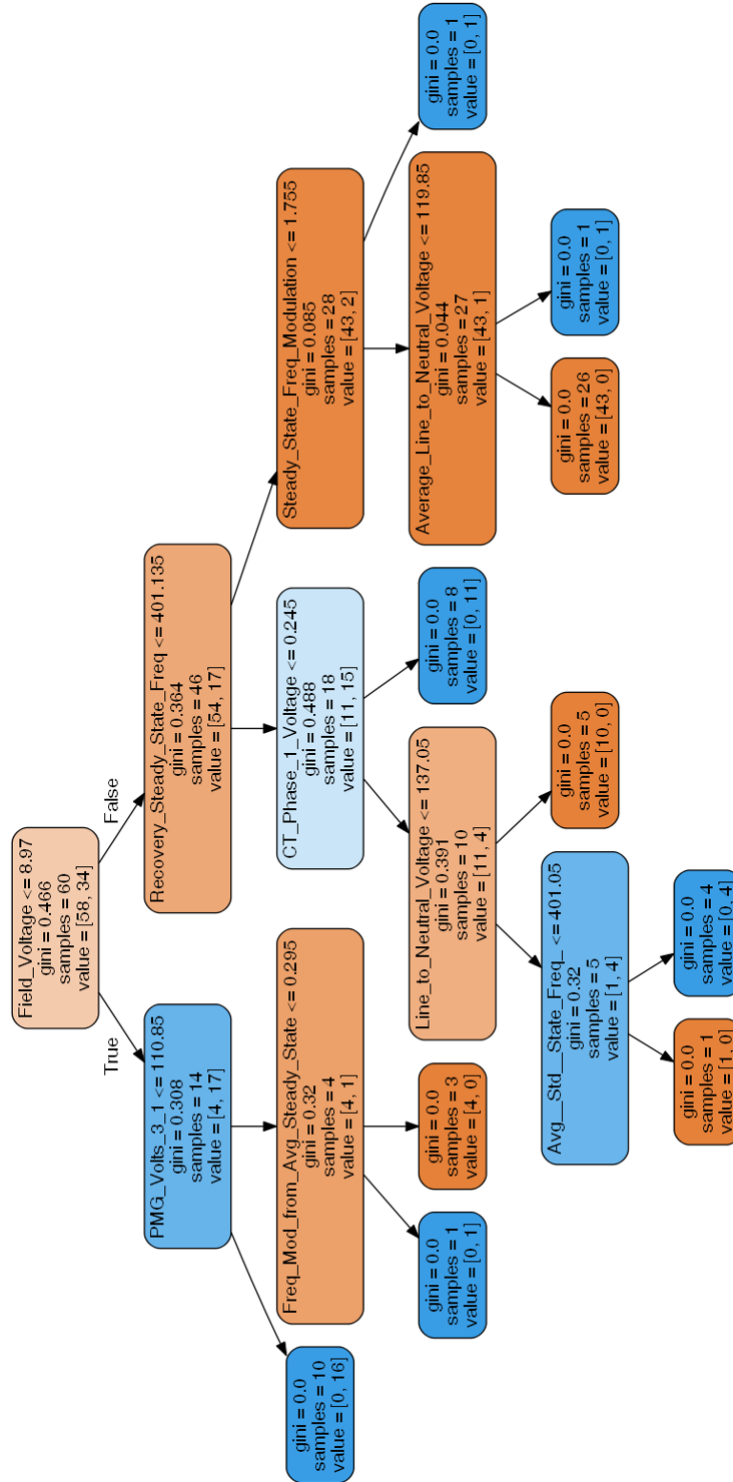 Field_Voltage <= 8.97
gini = 0.466
samples = 60
value = [58, 34]
True
False
PMG_Volts_3_1 <= 110.85
gini = 0.308
samples = 14
value = [4, 17]
Recovery_Steady_State_Freq <= 401.135
gini = 0.364
samples = 46
value = [54, 17]
gini = 0.0
samples = 10
value = [0, 16]
Freq_Mod_from_Avg_Steady_State <= 0.295
gini = 0.32
samples = 4
value = [4, 1]
CT_Phase_1_Voltage <= 0.245
gini = 0.488
samples = 18
value = [11, 15]
Steady_State_Freq_Modulation <= 1.755
gini = 0.085
samples = 28
value = [43, 2]
gini = 0.0
samples = 1
value = [0, 1]
gini = 0.0
samples = 3
value = [4, 0]
Line_to_Neutral_Voltage <= 137.05
gini = 0.391
samples = 10
value = [11, 4]
gini = 0.0
samples = 8
value = [0, 11]
Average_Line_to_Neutral_Voltage <= 119.85
gini = 0.044
samples = 27
value = [43, 1]
gini = 0.0
samples = 1
value = [0, 1]
Avg__Std__State_Freq_ <= 401.05
gini = 0.32
samples = 5
value = [1, 4]
gini = 0.0
samples = 5
value = [10, 0]
gini = 0.0
samples = 26
value = [43, 0]
gini = 0.0
samples = 1
value = [0, 1]
gini = 0.0
samples = 1
value = [1, 0]
gini = 0.0
samples = 4
value = [0, 4]